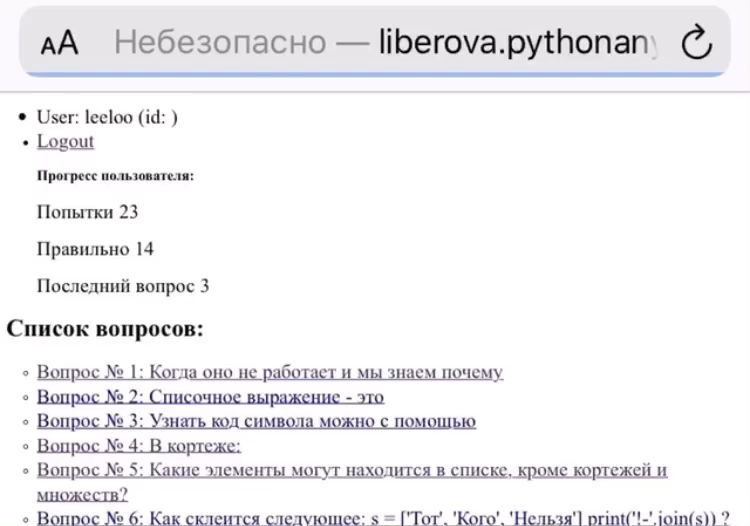 AA Небезопасно — liberova.pythonan
User: leeloo (id: )
Logout
Прогресс пользователя:
Попытки 23
Правильно 14
Последний вопрос 3
Список вопросов:
Вопрос № 1: Когда оно не работает и мы знаем почему
Вопрос № 2: Списочное выражение - это
Вопрос № 3: Узнать код символа можно с помощью
Вопрос № 4: В кортеже:
Вопрос № 5: Какие элементы могут находится в списке, кроме кортежей и
множеств?
Вопрос № 6: Как склеится следующее: s = ['Тот', 'Кого', 'Нельзя'] print('!-'.join(s)) ?